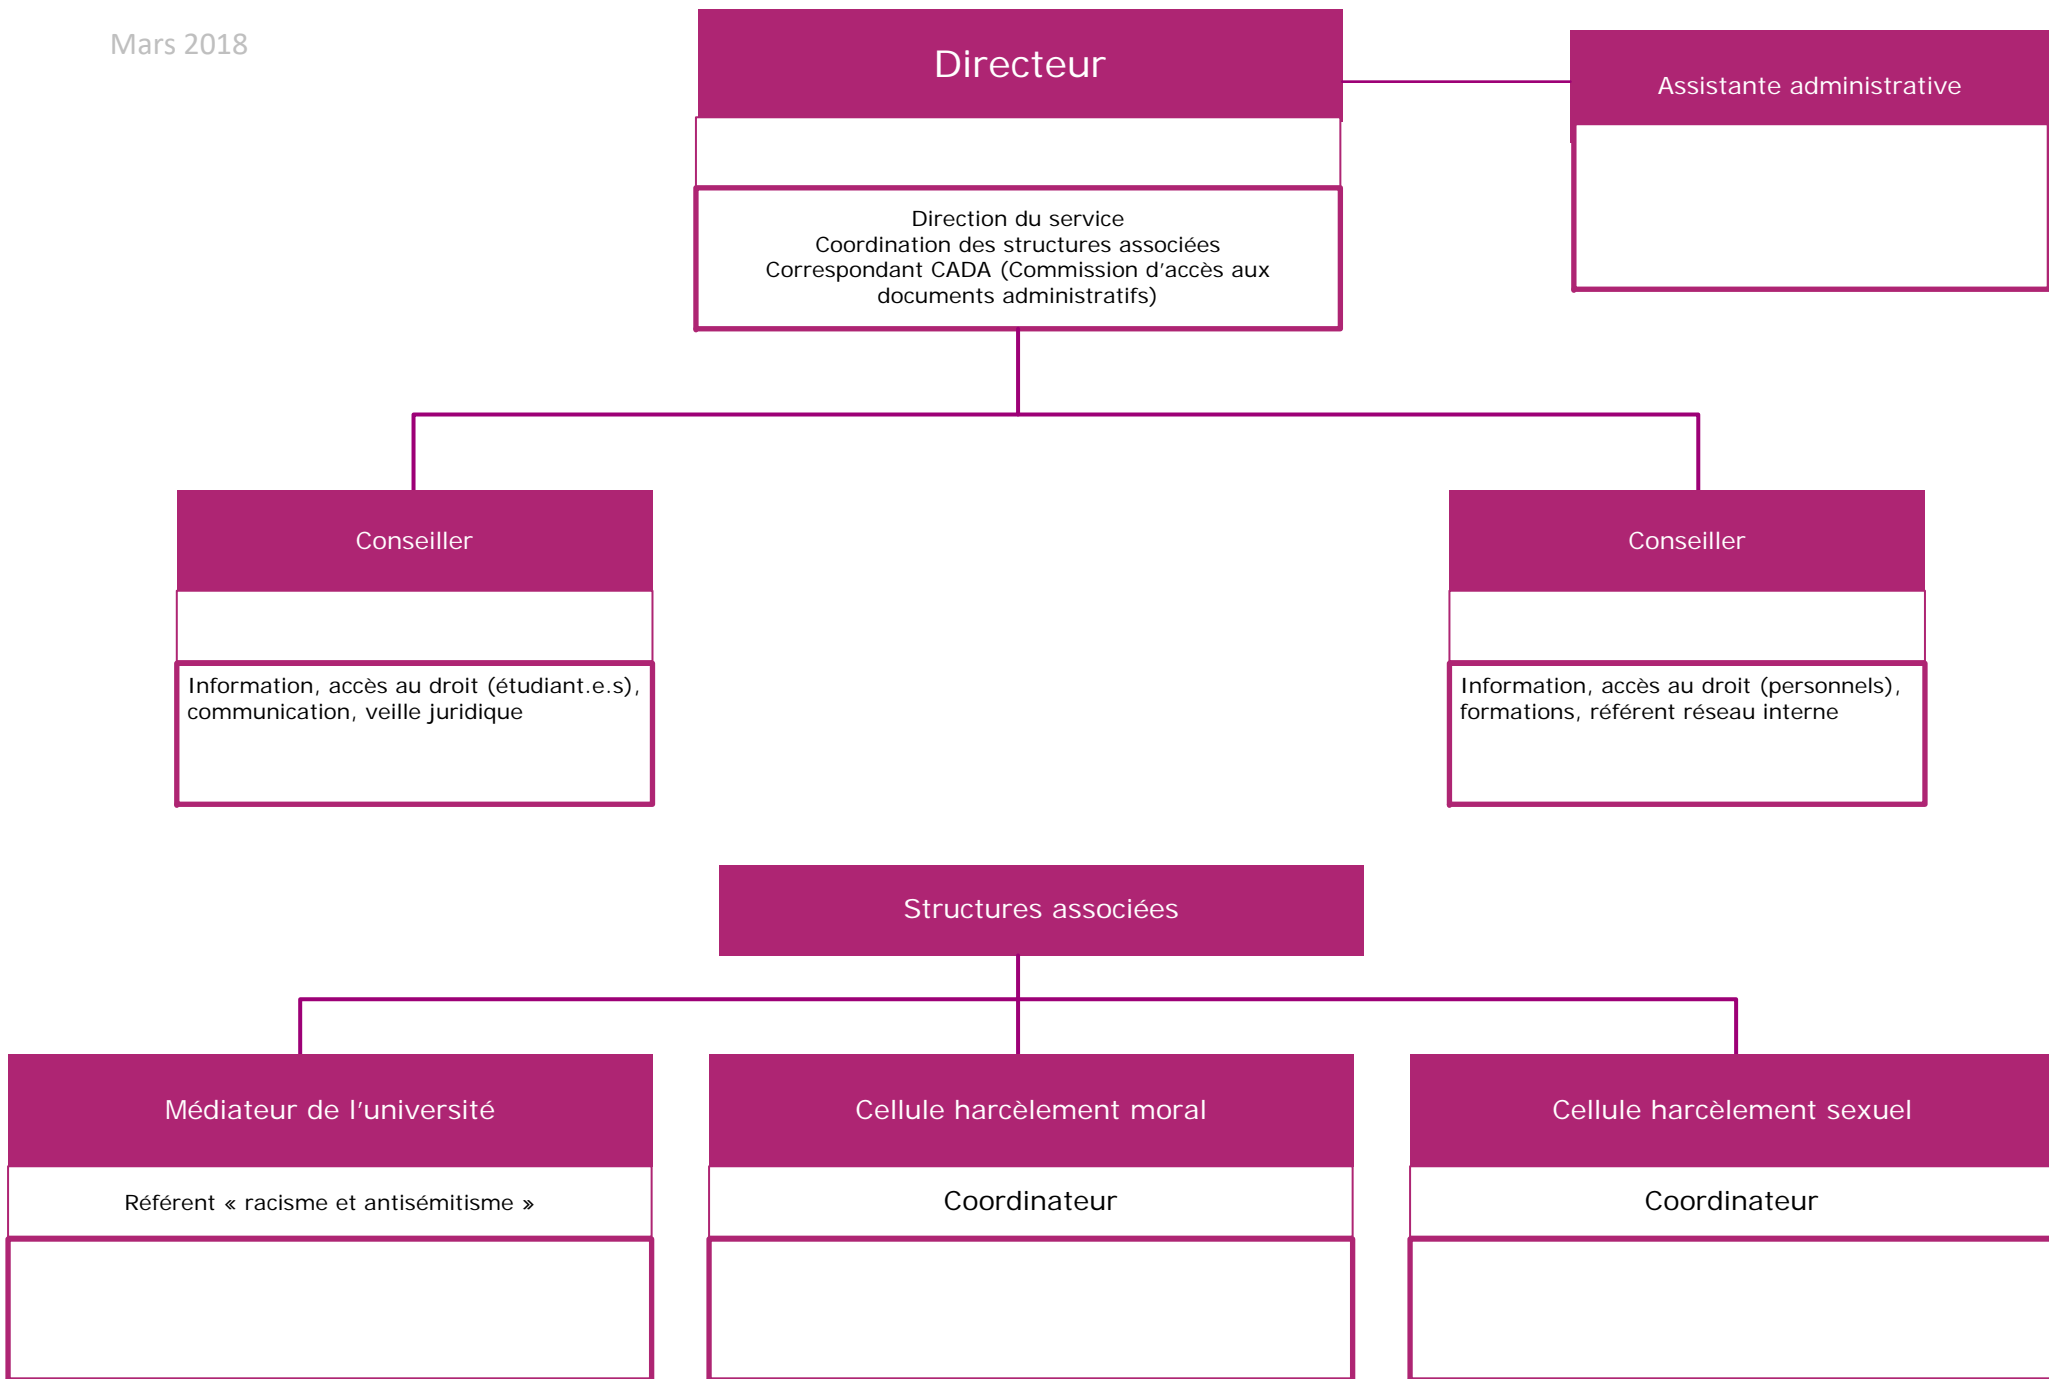 Mars 2018
Directeur
Assistante administrative
Direction du service
Coordination des structures associées
Correspondant CADA (Commission d'accès aux
documents administratifs)
Conseiller
Information, accès au droit (étudiant.e.s),
communication, veille juridique
Conseiller
Information, accès au droit (personnels),
formations, référent réseau interne
Structures associées
Médiateur de l'université
Référent « racisme et antisémitisme »
Cellule harcèlement moral
Coordinateur
Cellule harcèlement sexuel
Coordinateur